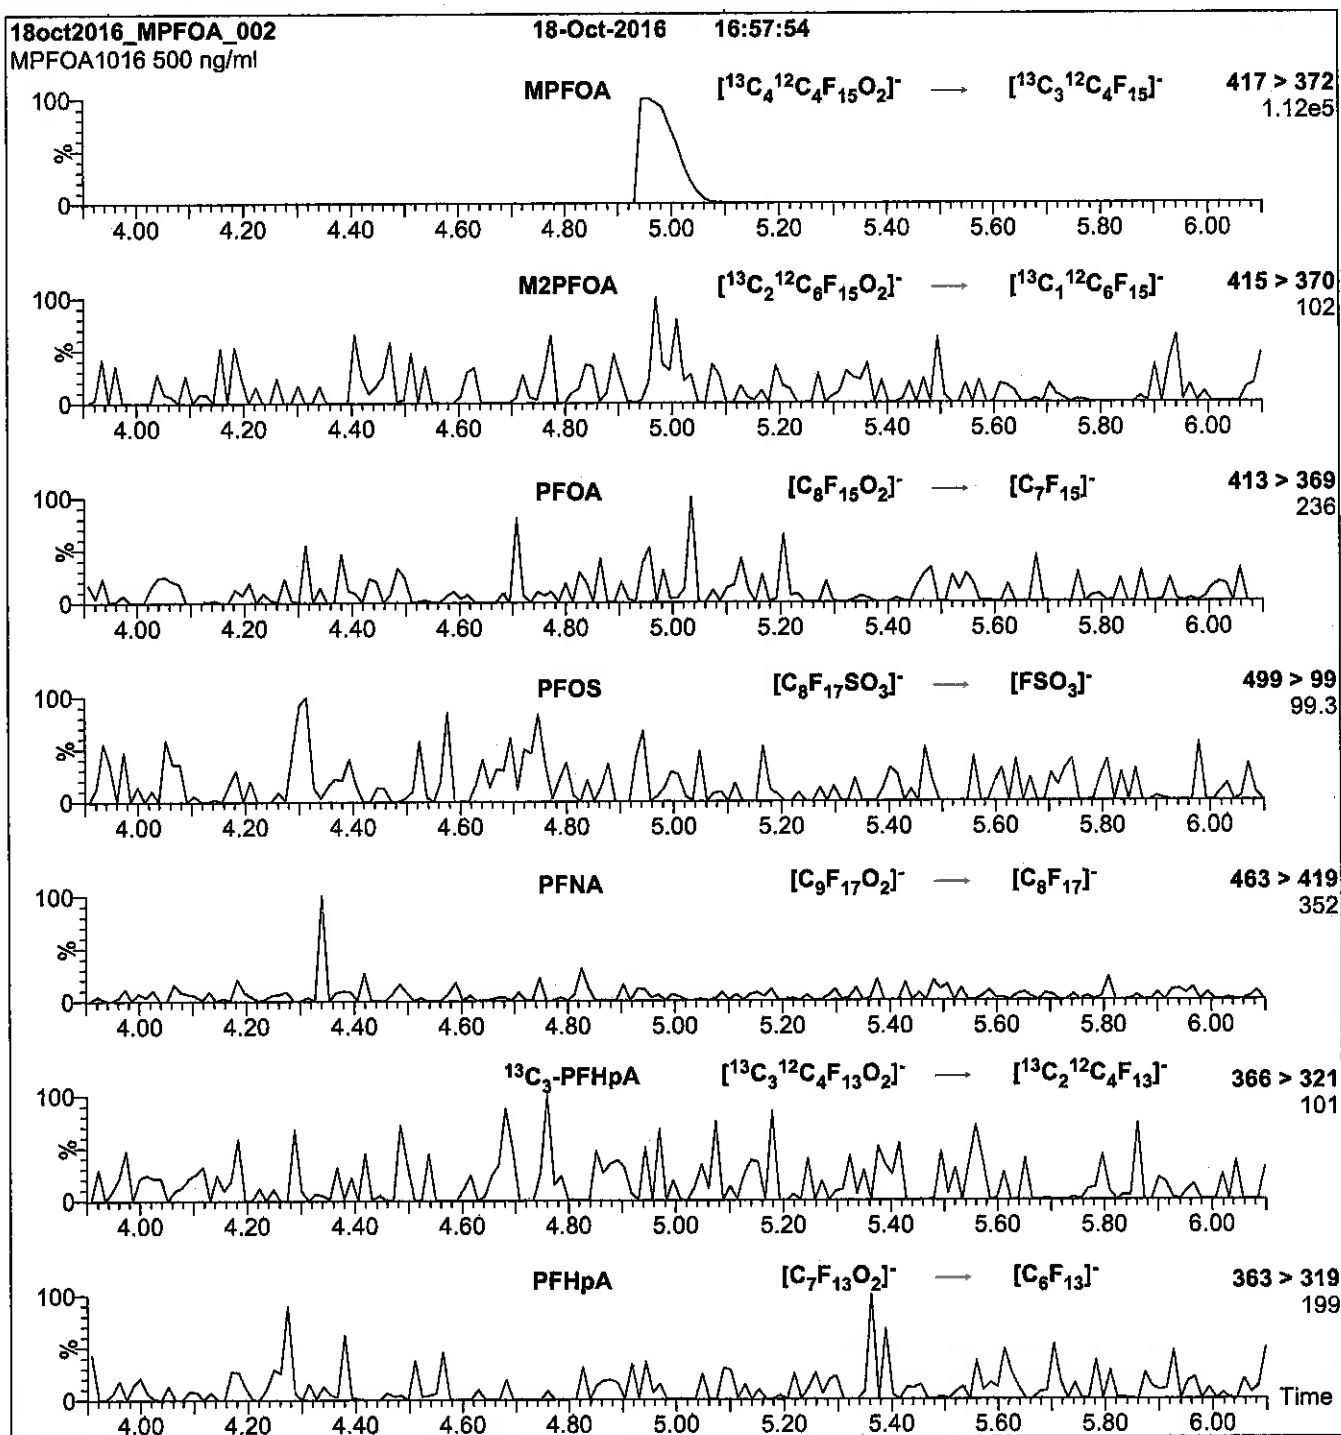 18oct2016_MPFOA_002 18-Oct-2016 16:57:54
MPFOA1016 500 ng/ml
MPFOA [¹³C₄¹²C₄F₁₅O₂]⁻ → [¹³C₃¹²C₄F₁₅]⁻ 417 > 372
1.12e5
100
%
0
4.00 4.20 4.40 4.60 4.80 5.00 5.20 5.40 5.60 5.80 6.00
M2PFOA [¹³C₂¹²C₆F₁₅O₂]⁻ → [¹³C₁¹²C₆F₁₅]⁻ 415 > 370
102
100
%
0
4.00 4.20 4.40 4.60 4.80 5.00 5.20 5.40 5.60 5.80 6.00
PFOA [C₈F₁₅O₂]⁻ → [C₇F₁₅]⁻ 413 > 369
236
100
%
0
4.00 4.20 4.40 4.60 4.80 5.00 5.20 5.40 5.60 5.80 6.00
PFOS [C₈F₁₇SO₃]⁻ → [FSO₃]⁻ 499 > 99
99.3
100
%
0
4.00 4.20 4.40 4.60 4.80 5.00 5.20 5.40 5.60 5.80 6.00
PFNA [C₉F₁₇O₂]⁻ → [C₈F₁₇]⁻ 463 > 419
352
100
%
0
4.00 4.20 4.40 4.60 4.80 5.00 5.20 5.40 5.60 5.80 6.00
¹³C₃-PFHpA [¹³C₃¹²C₄F₁₃O₂]⁻ → [¹³C₂¹²C₄F₁₃]⁻ 366 > 321
101
100
%
0
4.00 4.20 4.40 4.60 4.80 5.00 5.20 5.40 5.60 5.80 6.00
PFHpA [C₇F₁₃O₂]⁻ → [C₆F₁₃]⁻ 363 > 319
199
100
%
0
Time
4.00 4.20 4.40 4.60 4.80 5.00 5.20 5.40 5.60 5.80 6.00